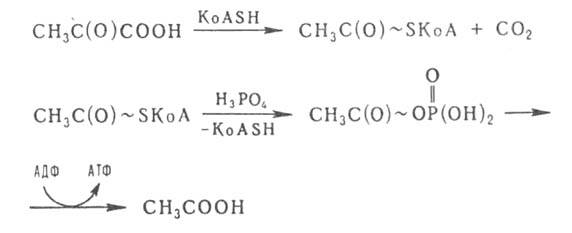 CH₃C(O)COOH KoASH CH₃C(O)~SKoA + CO₂
O
CH₃C(O)~SKoA H₃PO₄ −KoASH CH₃C(O)~OP(OH)₂
АДФ АТФ
CH₃COOH